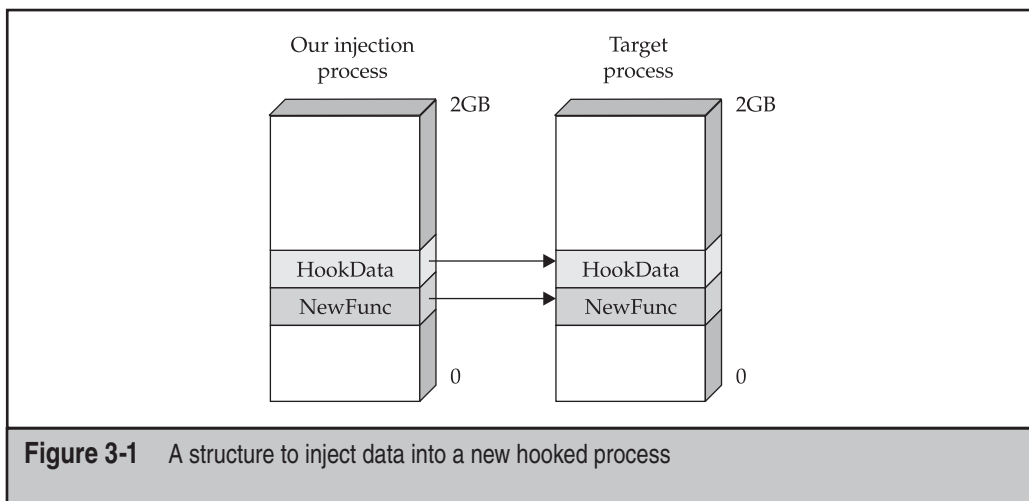 Our injection
process
Target
process
2GB
2GB
HookData
HookData
NewFunc
NewFunc
0
0
Figure 3-1 A structure to inject data into a new hooked process